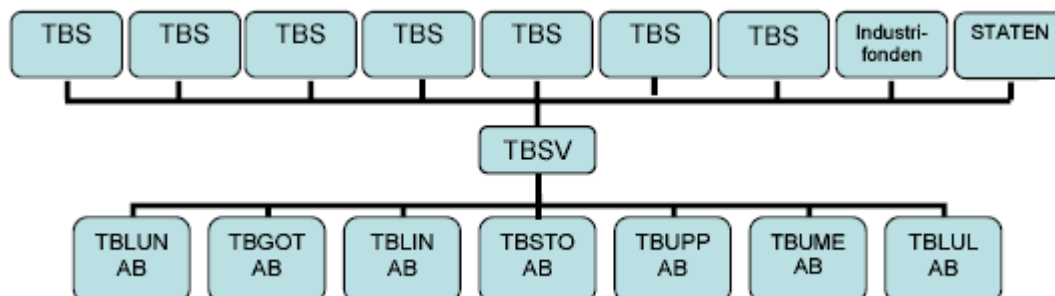 TBS TBS TBS TBS TBS TBS TBS Industri-
fonden STATEN
TBSV
TBLUN TBGOT TBLIN TBSTO TBUPP TBUME TBLUL
AB AB AB AB AB AB AB